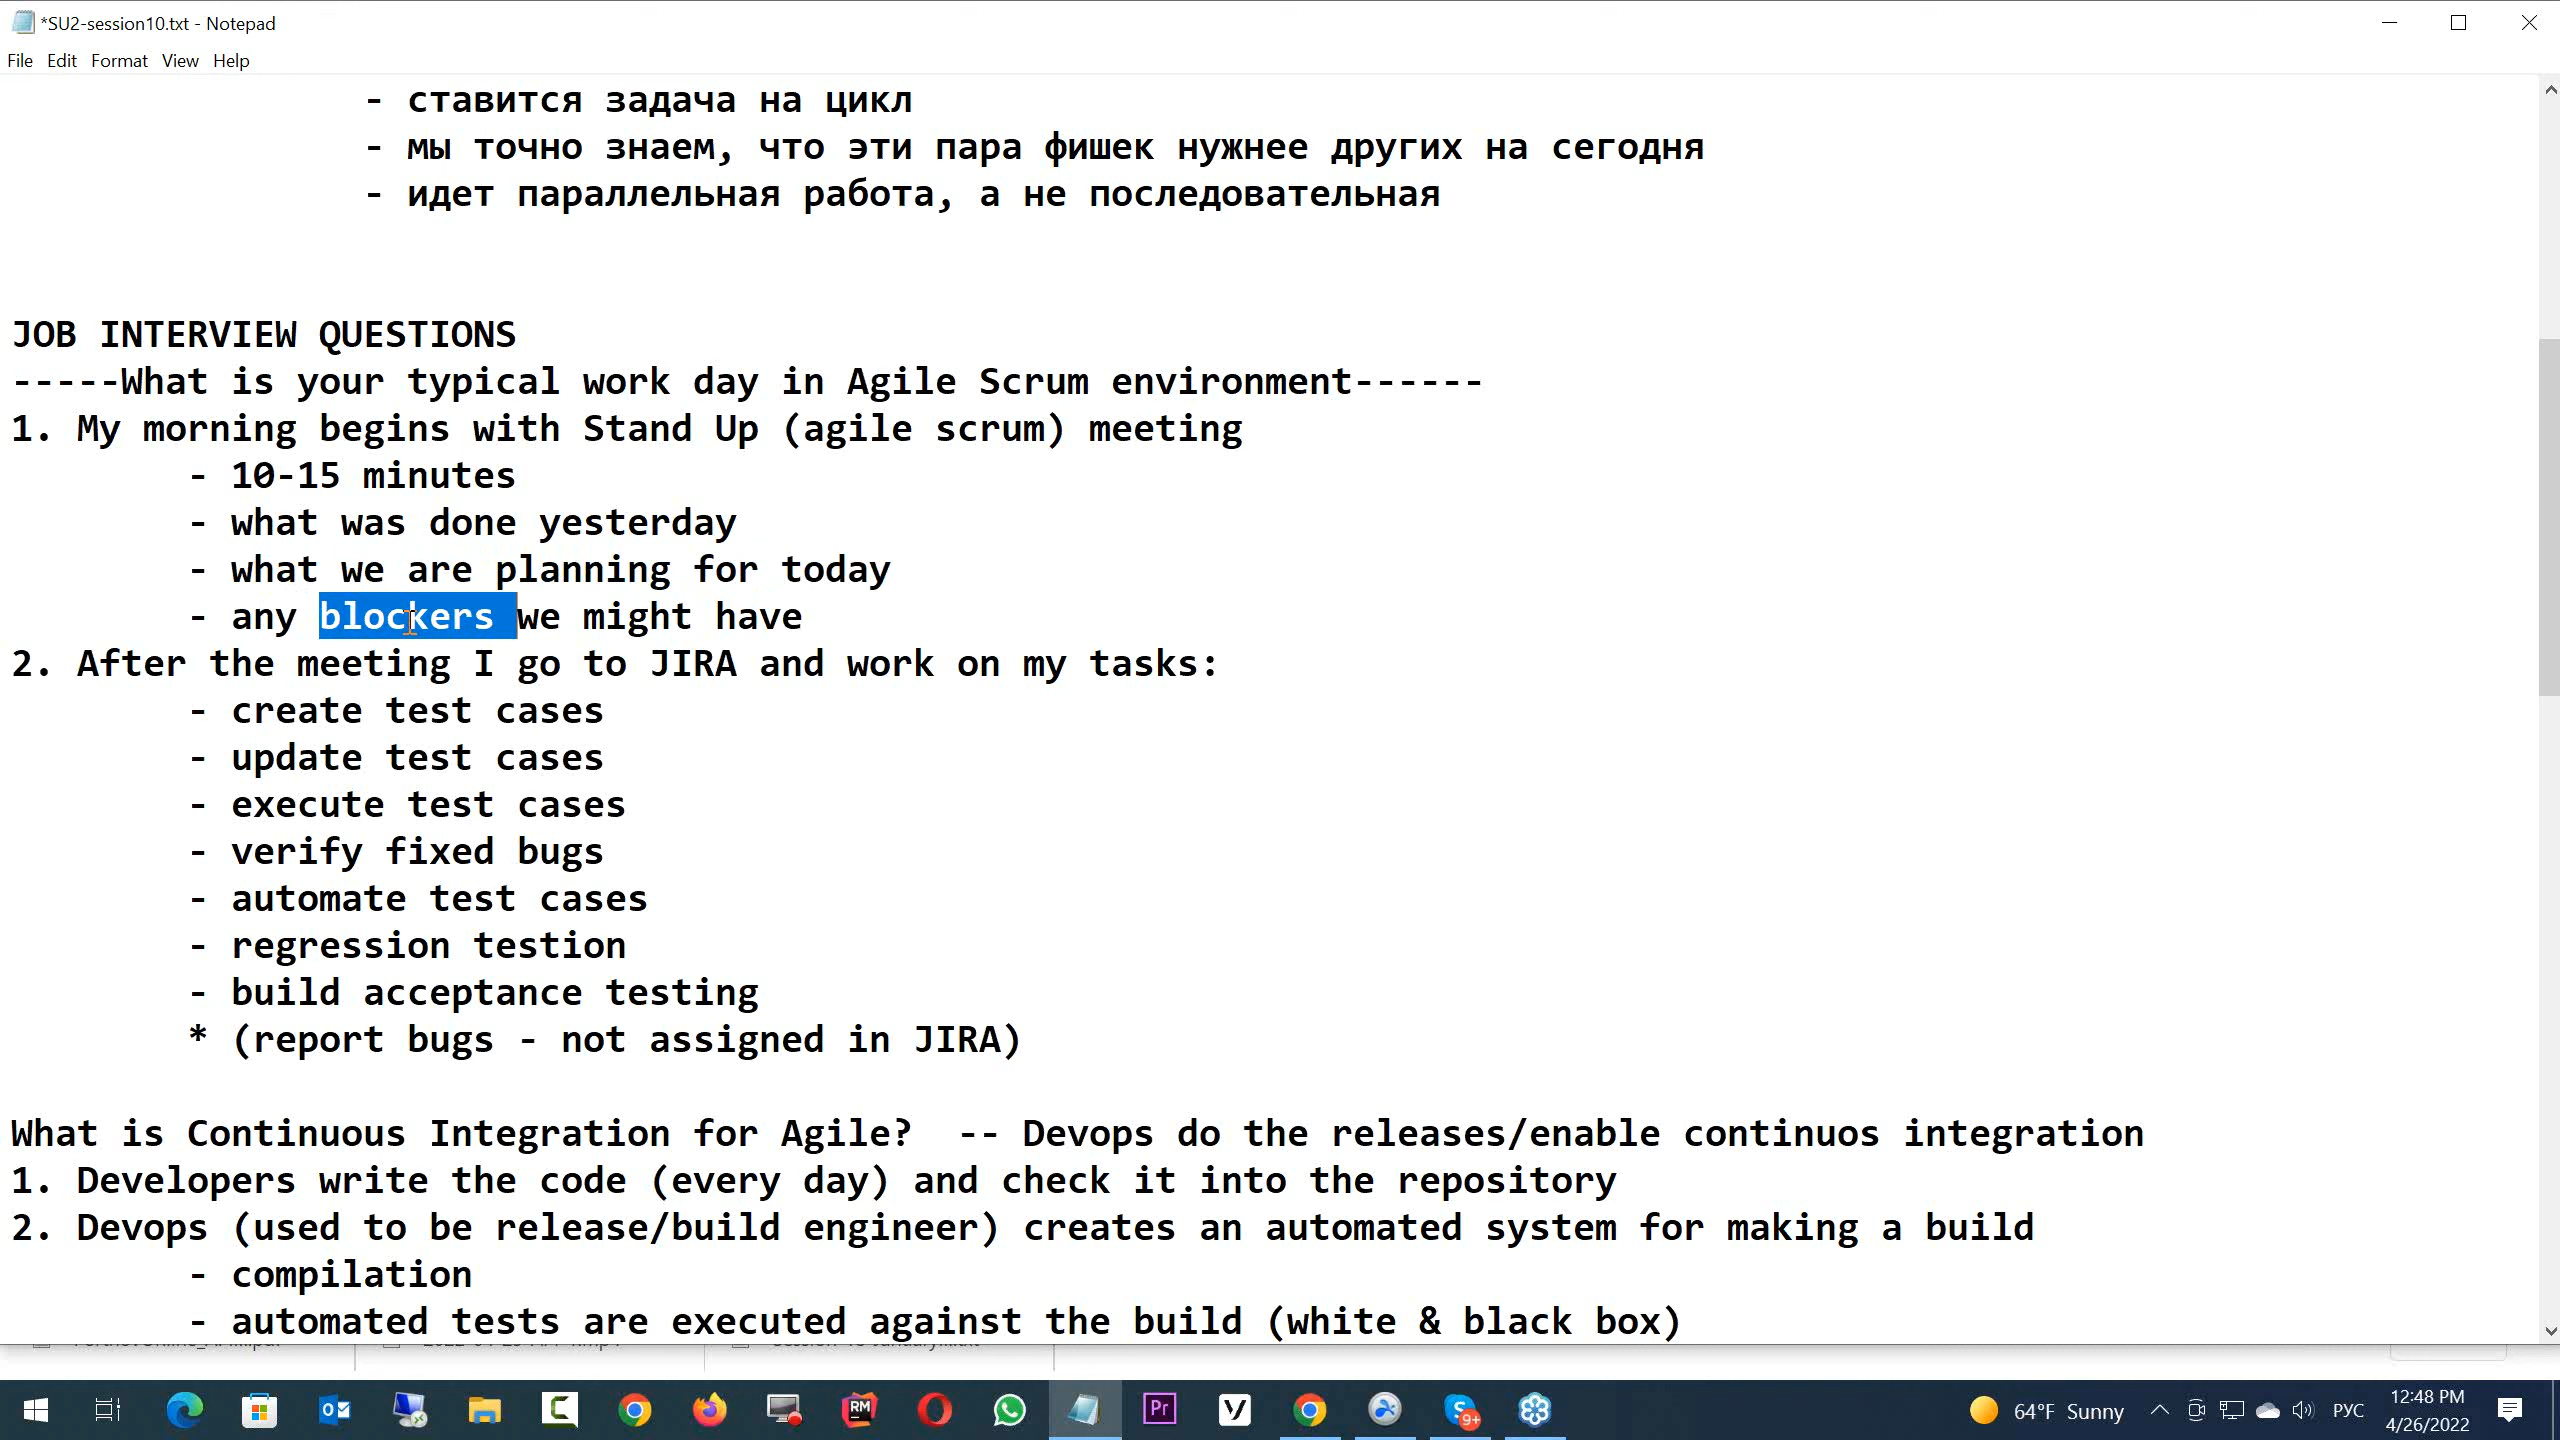 *SU2-session10.txt - Notepad
File Edit Format View Help
- ставится задача на цикл
- мы точно знаем, что эти пара фишек нужнее других на сегодня
- идет параллельная работа, а не последовательная
JOB INTERVIEW QUESTIONS
-----What is your typical work day in Agile Scrum environment------
1. My morning begins with Stand Up (agile scrum) meeting
- 10-15 minutes
- what was done yesterday
- what we are planning for today
- any blockers we might have
2. After the meeting I go to JIRA and work on my tasks:
- create test cases
- update test cases
- execute test cases
- verify fixed bugs
- automate test cases
- regression testion
- build acceptance testing
* (report bugs - not assigned in JIRA)
What is Continuous Integration for Agile?  -- Devops do the releases/enable continuos integration
1. Developers write the code (every day) and check it into the repository
2. Devops (used to be release/build engineer) creates an automated system for making a build
- compilation
- automated tests are executed against the build (white & black box)
64°F Sunny
РУС
12:48 PM
4/26/2022